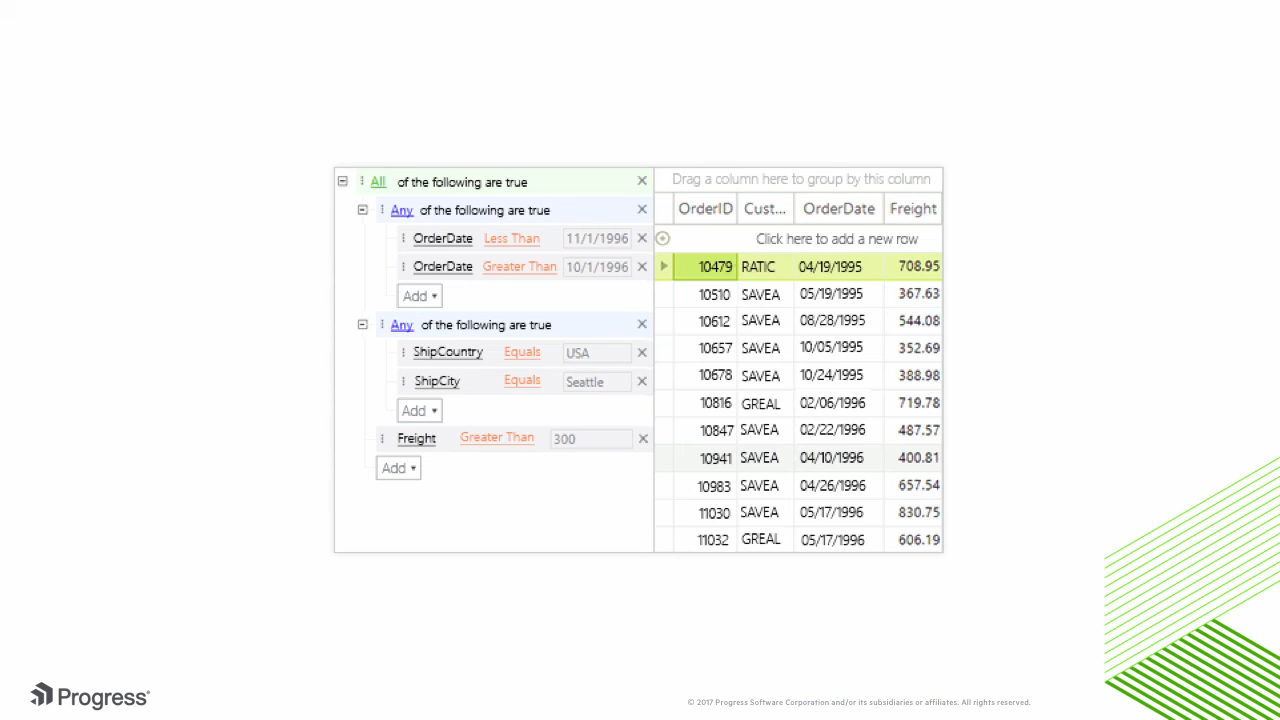 All of the following are true
Any of the following are true
OrderDate Less Than 11/1/1996
OrderDate Greater Than 10/1/1996
Add
Any of the following are true
ShipCountry Equals USA
ShipCity Equals Seattle
Add
Freight Greater Than 300
Add
Drag a column here to group by this column
OrderID Cust... OrderDate Freight
Click here to add a new row
10479 RATIC 04/19/1995 708.95
10510 SAVEA 05/19/1995 367.63
10612 SAVEA 08/28/1995 544.08
10657 SAVEA 10/05/1995 352.69
10678 SAVEA 10/24/1995 388.98
10816 GREAL 02/06/1996 719.78
10847 SAVEA 02/22/1996 487.57
10941 SAVEA 04/10/1996 400.81
10983 SAVEA 04/26/1996 657.54
11030 SAVEA 05/17/1996 830.75
11032 GREAL 05/17/1996 606.19
Progress
© 2017 Progress Software Corporation and/or its subsidiaries or affiliates. All rights reserved.